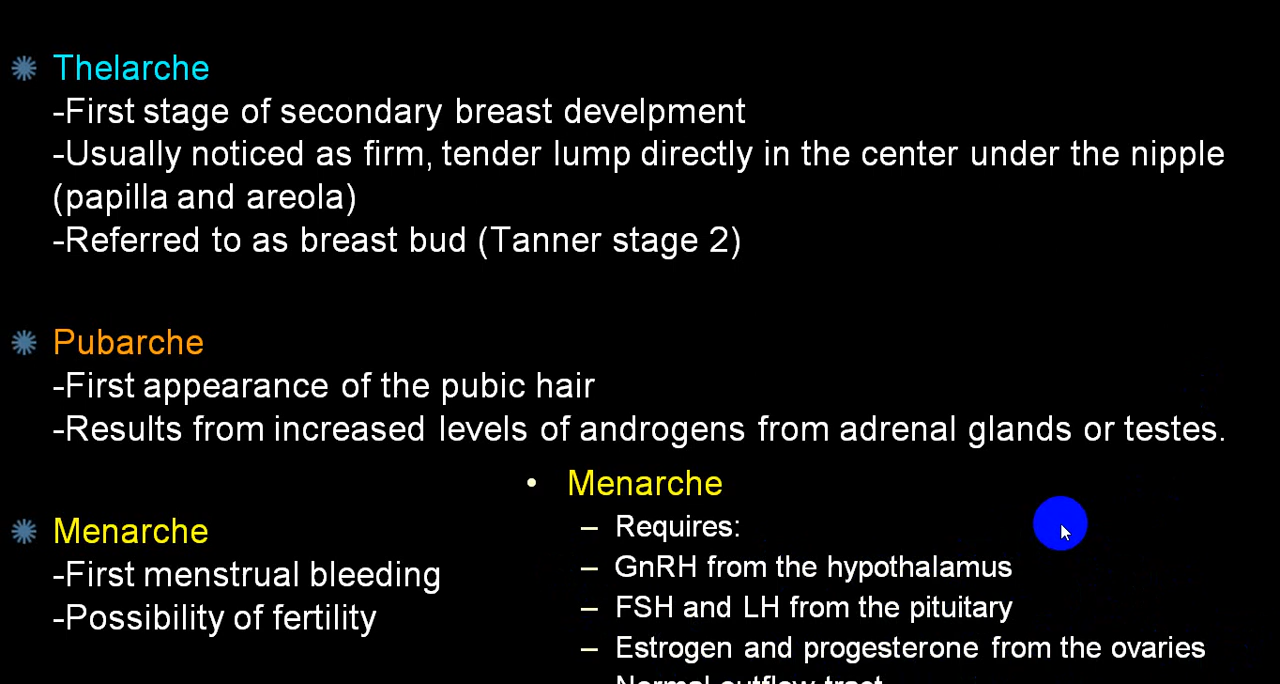 Thelarche
-First stage of secondary breast develpment
-Usually noticed as firm, tender lump directly in the center under the nipple
(papilla and areola)
-Referred to as breast bud (Tanner stage 2)
Pubarche
-First appearance of the pubic hair
-Results from increased levels of androgens from adrenal glands or testes.
Menarche
-First menstrual bleeding
-Possibility of fertility
• Menarche
– Requires:
– GnRH from the hypothalamus
– FSH and LH from the pituitary
– Estrogen and progesterone from the ovaries
Normal outflow tract